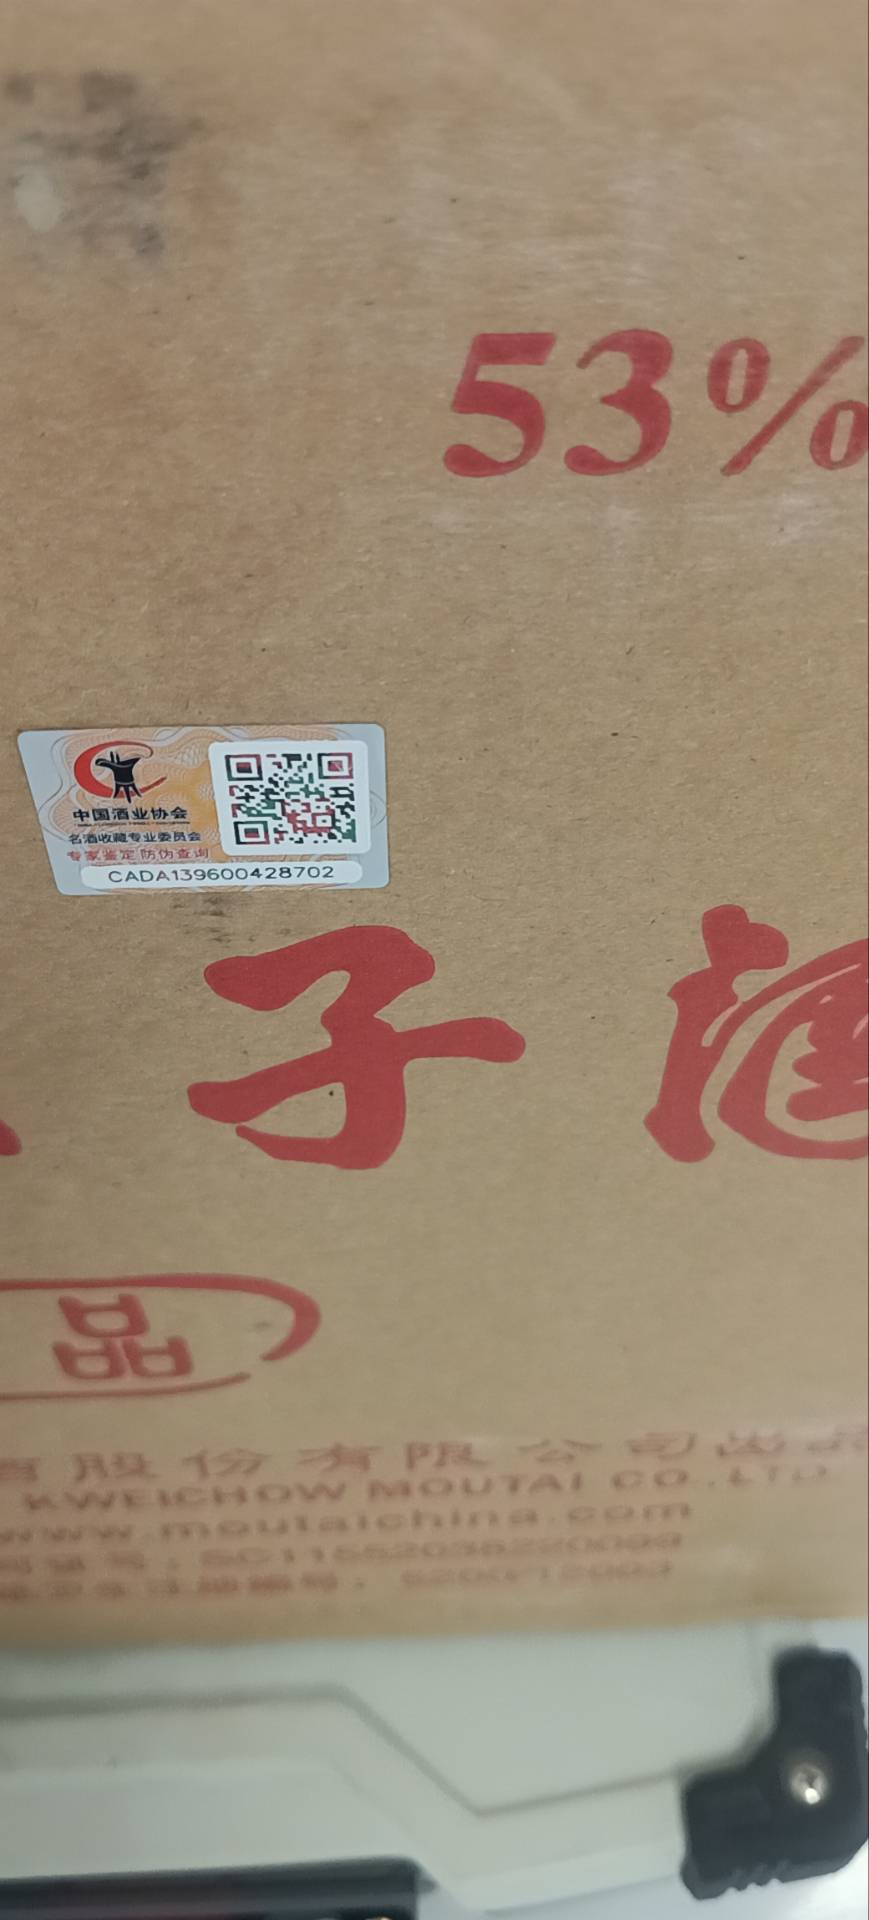 53%
中国酒业协会
名酒收藏专业委员会
专家鉴定 防伪查询
CADA139600428702
子 酒
品
股份有限公司出品
KWEICHOW MOUTAI CO.,LTD.
www.moutaichina.com